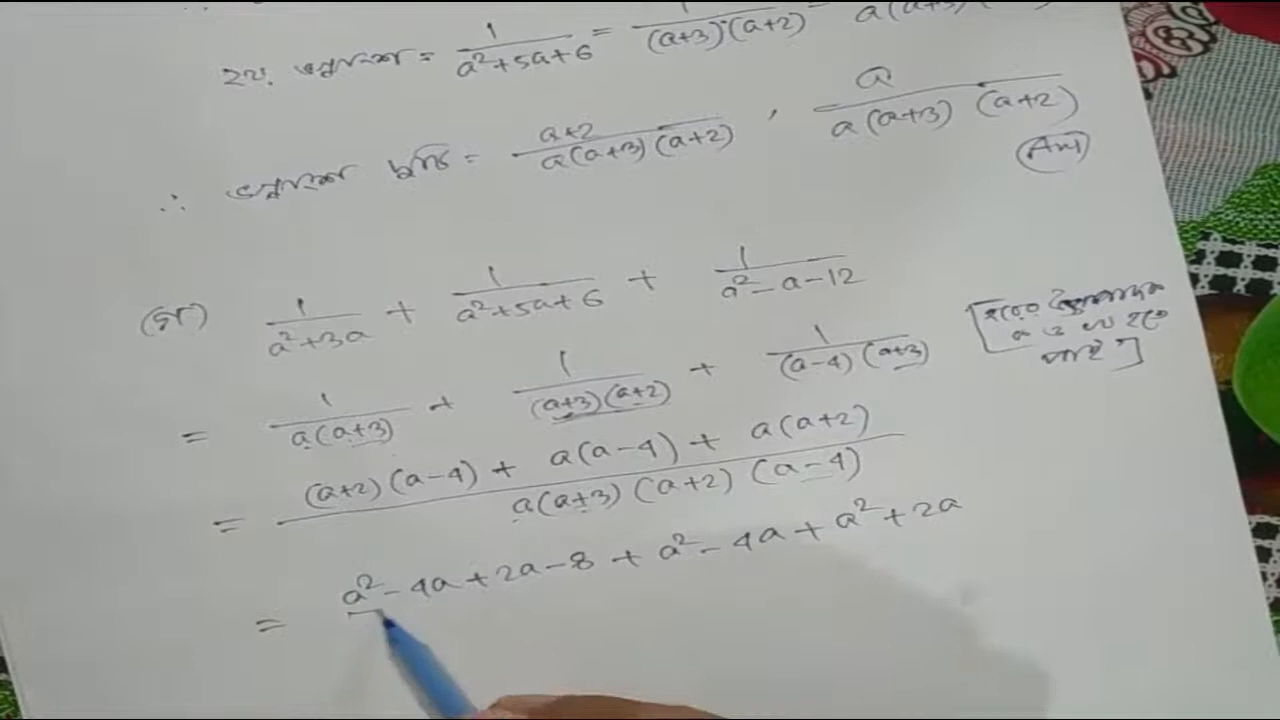 ২য় ভগ্নাংশ = 1/(a²+5a+6) = 1/((a+3)(a+2)) =
∴ ভগ্নাংশ দুটি = (a+2)/(a(a+3)(a+2)) , a/(a(a+3)(a+2))
(Ans)
(গ) 1/(a²+3a) + 1/(a²+5a+6) + 1/(a²-a-12)
= 1/(a(a+3)) + 1/((a+3)(a+2)) + 1/((a-4)(a+3))
= ((a+2)(a-4) + a(a-4) + a(a+2))/(a(a+3)(a+2)(a-4))
= a²-4a+2a-8+a²-4a+a²+2a